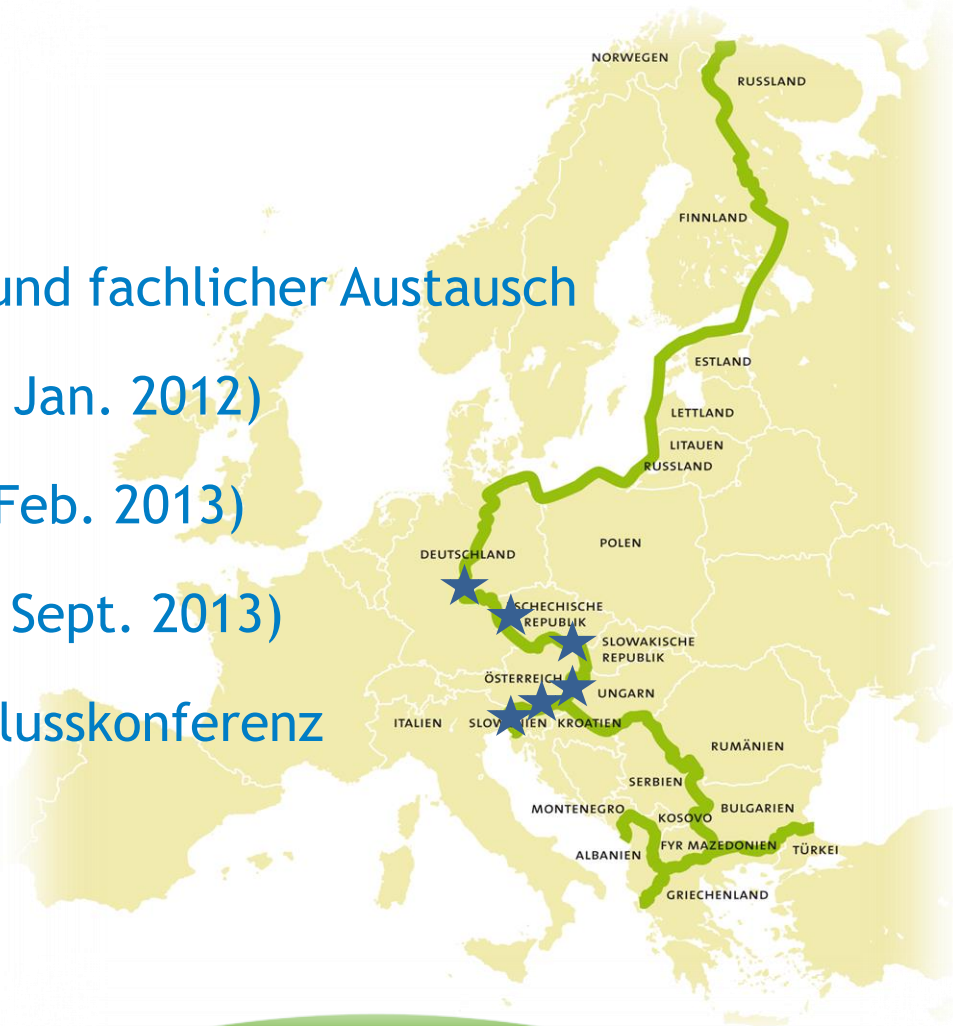 NORWEGEN
RUSSLAND
FINNLAND
und fachlicher Austausch
ESTLAND
Jan. 2012)
LETTLAND
LITAUEN
RUSSLAND
Feb. 2013)
POLEN
DEUTSCHLAND
SCHECHISCHE
REPUBLIK
Sept. 2013)
SLOWAKISCHE
REPUBLIK
ÖSTERREICH
UNGARN
lusskonferenz
ITALIEN
KROATIEN
RUMÄNIEN
SERBIEN
MONTENEGRO
BULGARIEN
KOSOVO
FYR MAZEDONIEN
TÜRKEI
ALBANIEN
GRIECHENLAND